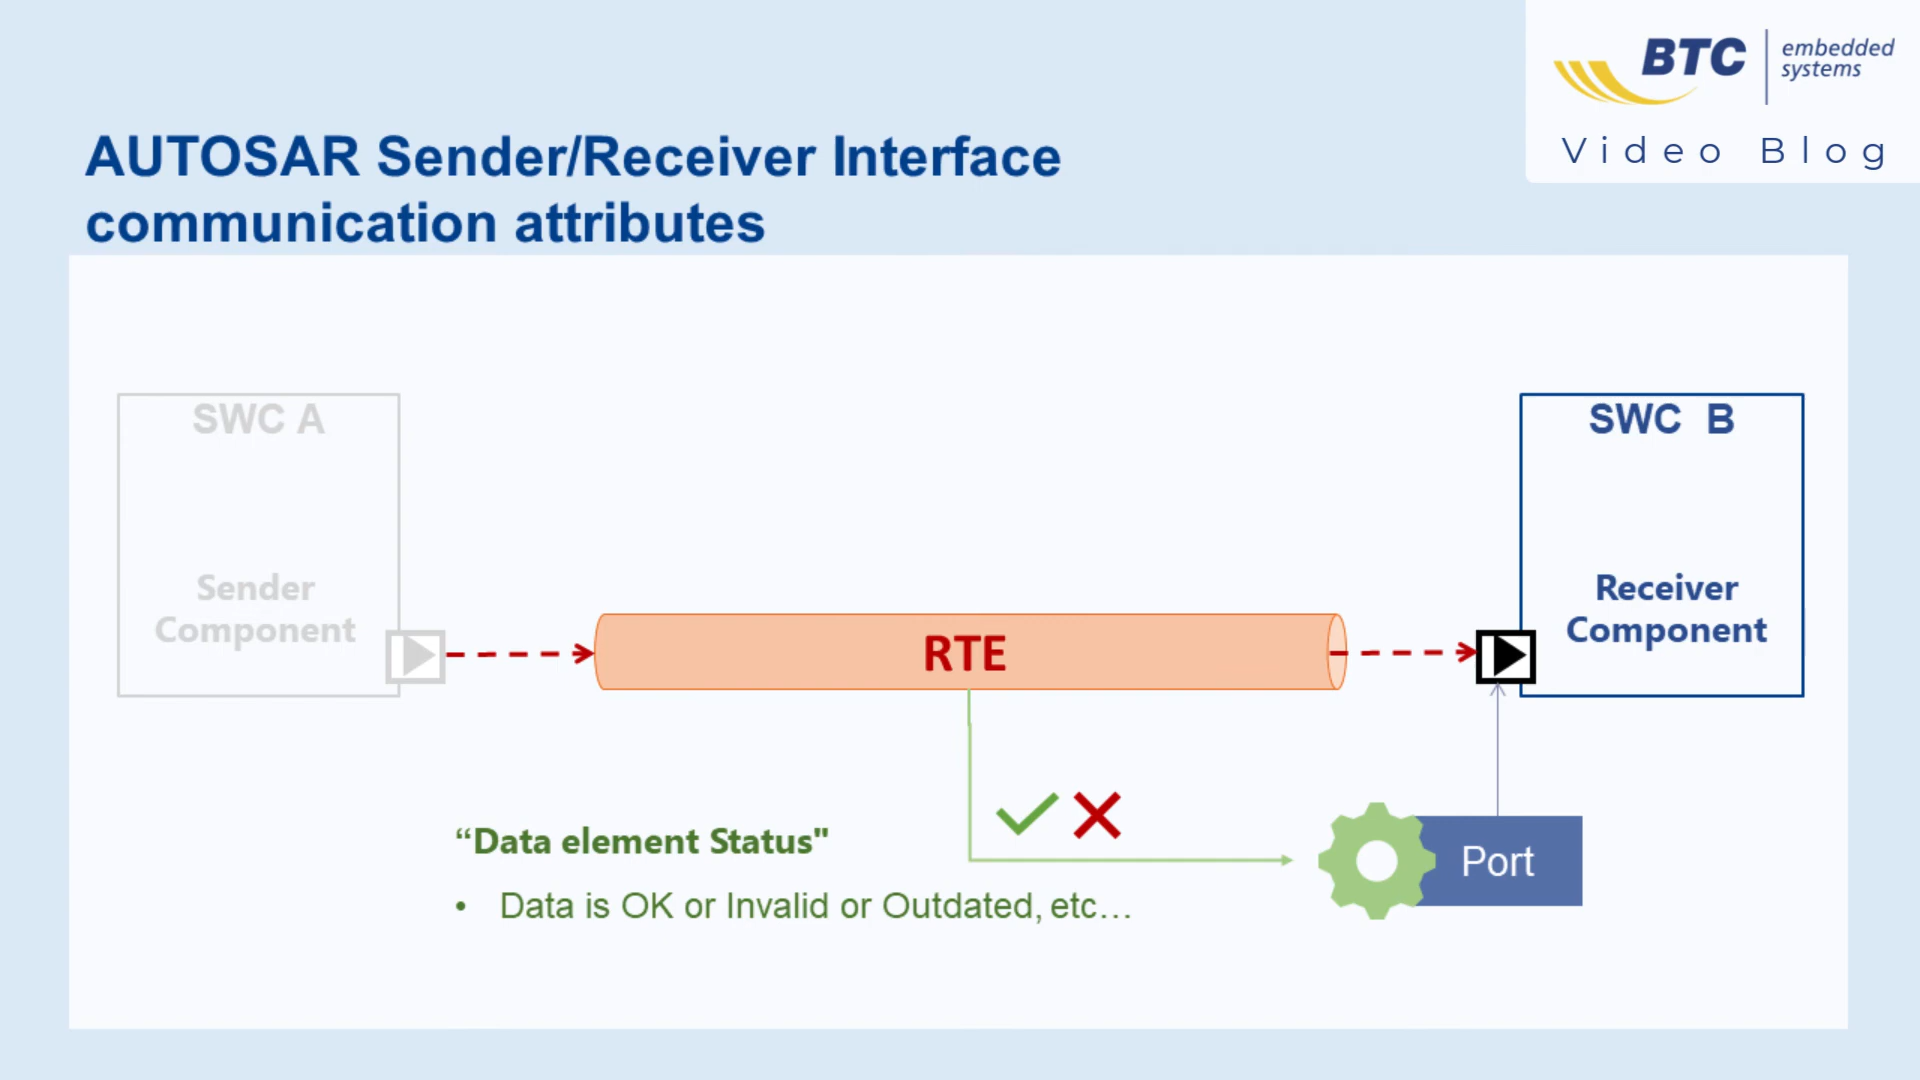 BTC embedded
systems
Video Blog
AUTOSAR Sender/Receiver Interface
communication attributes
SWC A
SWC B
Sender
Component
Receiver
Component
RTE
“Data element Status"
• Data is OK or Invalid or Outdated, etc…
Port